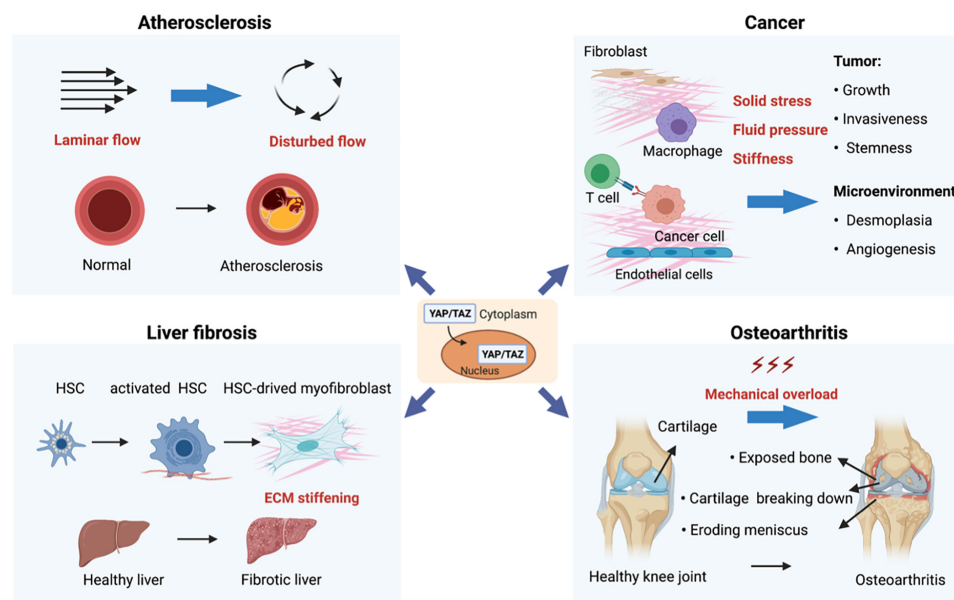 Atherosclerosis
Laminar flow
Disturbed flow
Normal
Atherosclerosis
Cancer
Fibroblast
Macrophage
T cell
Cancer cell
Endothelial cells
Solid stress
Fluid pressure
Stiffness
Tumor:
• Growth
• Invasiveness
• Stemness
Microenvironment
• Desmoplasia
• Angiogenesis
YAP/TAZ
Cytoplasm
YAP/TAZ
Nucleus
Liver fibrosis
HSC
activated HSC
HSC-drived myofibroblast
ECM stiffening
Healthy liver
Fibrotic liver
Osteoarthritis
Mechanical overload
Cartilage
• Exposed bone
• Cartilage breaking down
• Eroding meniscus
Healthy knee joint
Osteoarthritis